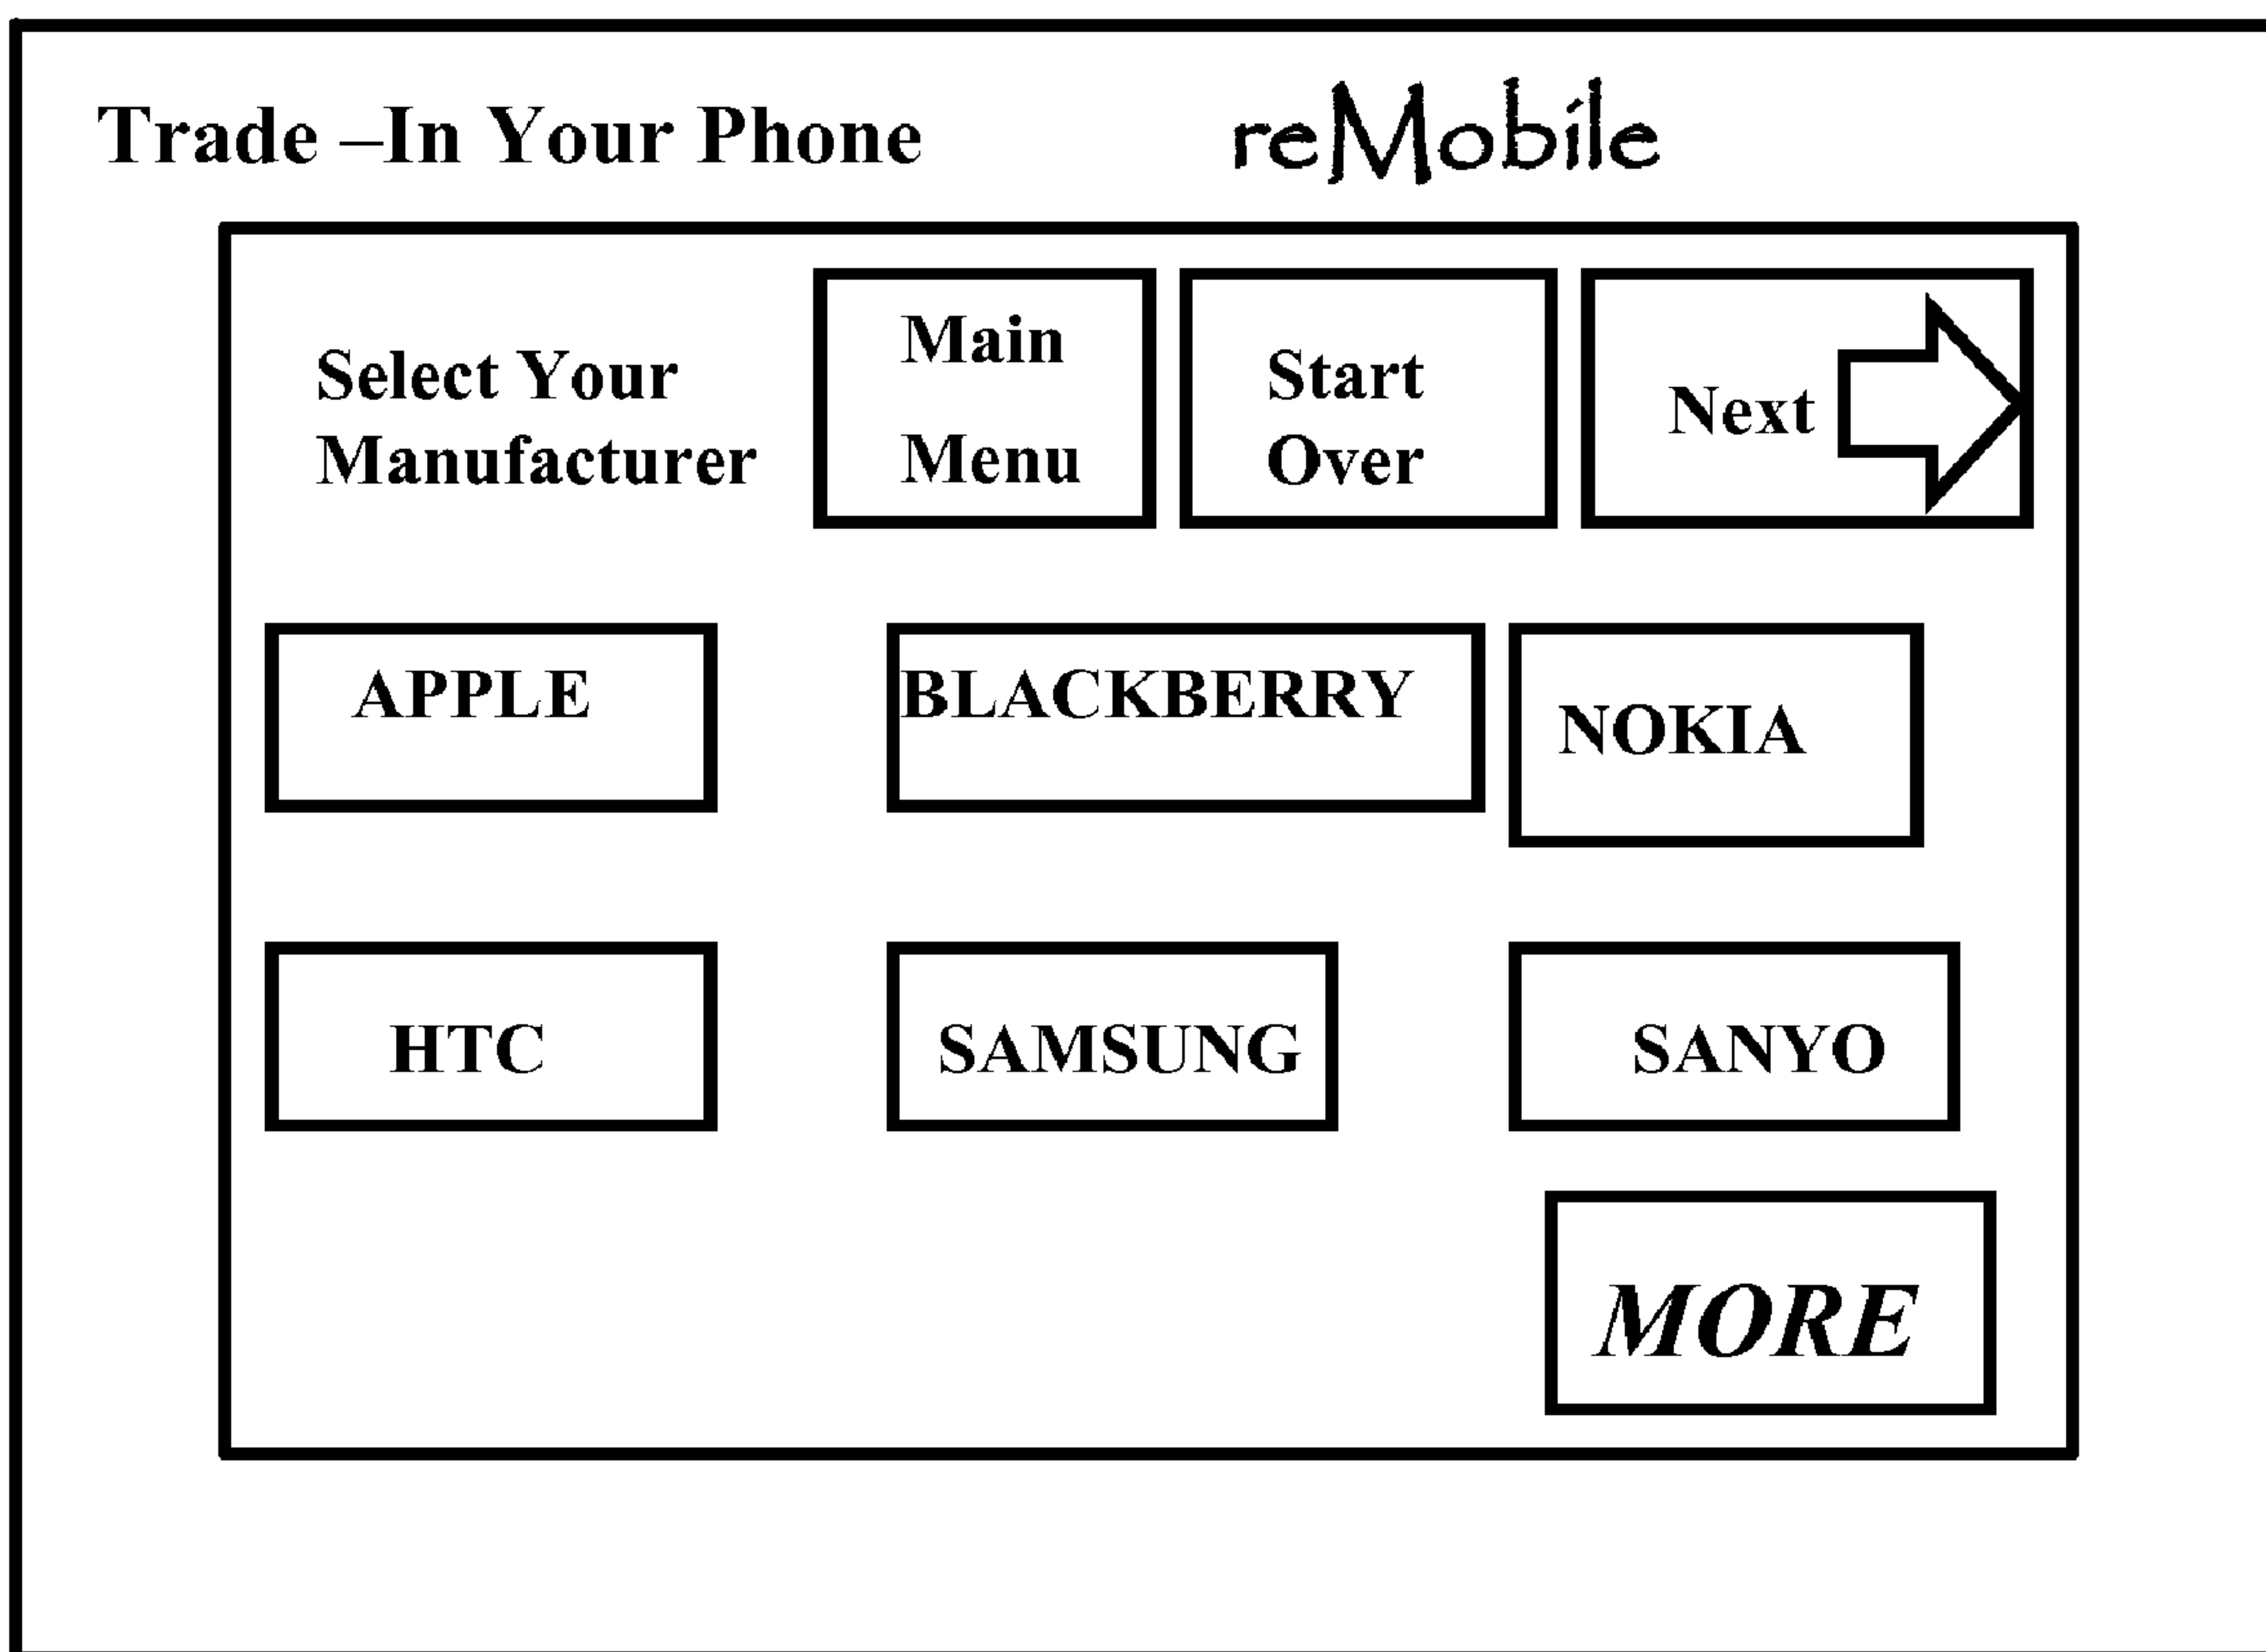 Trade –In Your Phone
reMobile
Select Your
Manufacturer
Main
Menu
Start
Over
Next
APPLE
BLACKBERRY
NOKIA
HTC
SAMSUNG
SANYO
MORE